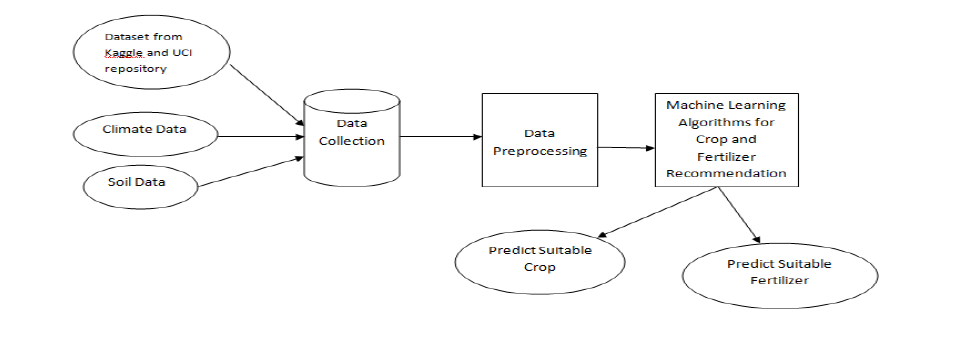 Dataset from
Kaggle and UCI
repository
Climate Data
Soil Data
Data
Collection
Data
Preprocessing
Machine Learning
Algorithms for
Crop and
Fertilizer
Recommendation
Predict Suitable
Crop
Predict Suitable
Fertilizer